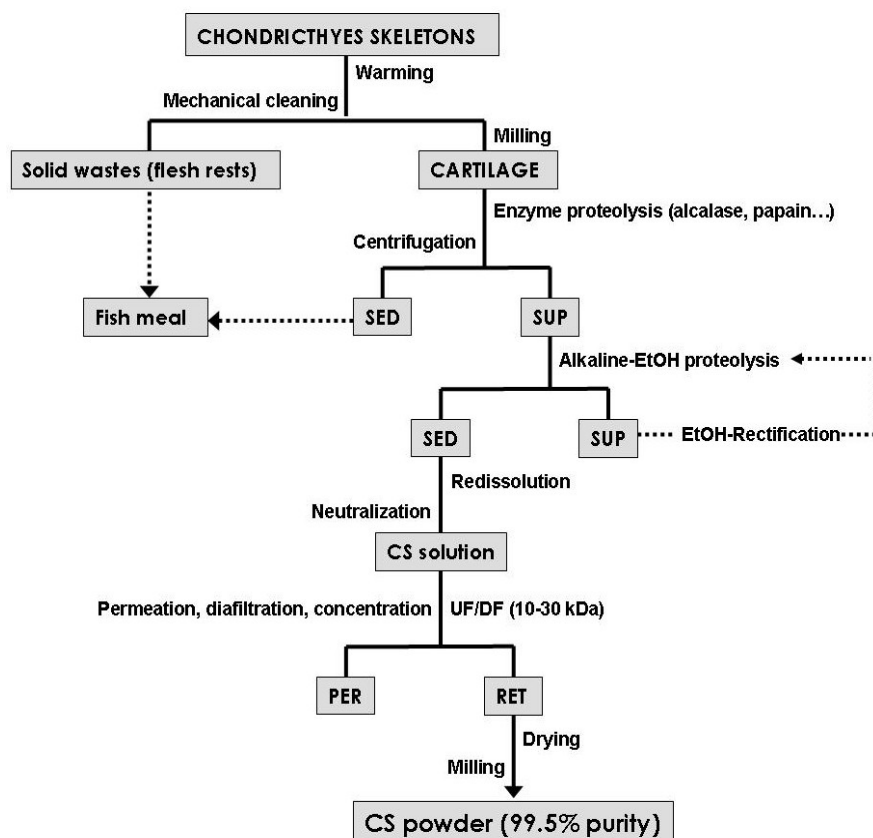 CHONDRICTHYES SKELETONS
Warming
Mechanical cleaning
Milling
Solid wastes (flesh rests)
CARTILAGE
Enzyme proteolysis (alcalase, papain…)
Centrifugation
Fish meal
SED
SUP
Alkaline-EtOH proteolysis
SED
SUP
EtOH-Rectification
Redissolution
Neutralization
CS solution
Permeation, diafiltration, concentration
UF/DF (10-30 kDa)
PER
RET
Drying
Milling
CS powder (99.5% purity)